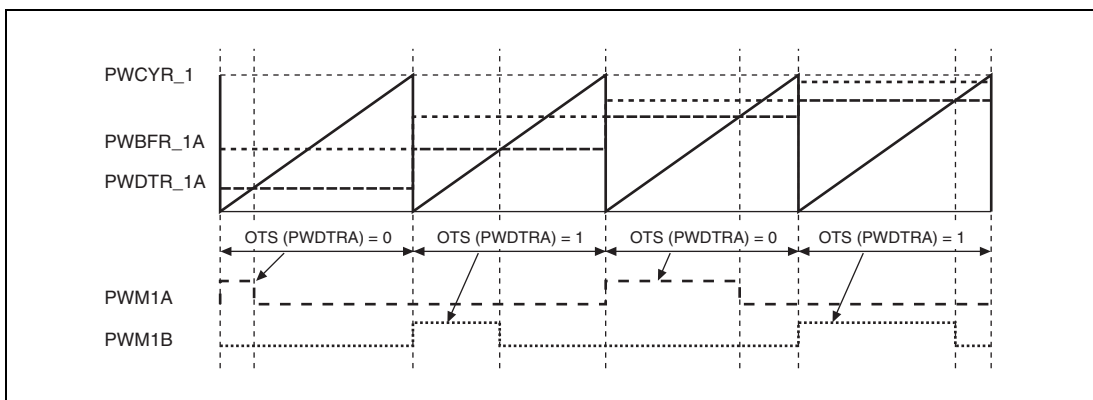 PWCYR_1
PWBFR_1A
PWDTR_1A
OTS (PWDTRA) = 0 OTS (PWDTRA) = 1 OTS (PWDTRA) = 0 OTS (PWDTRA) = 1
PWM1A
PWM1B